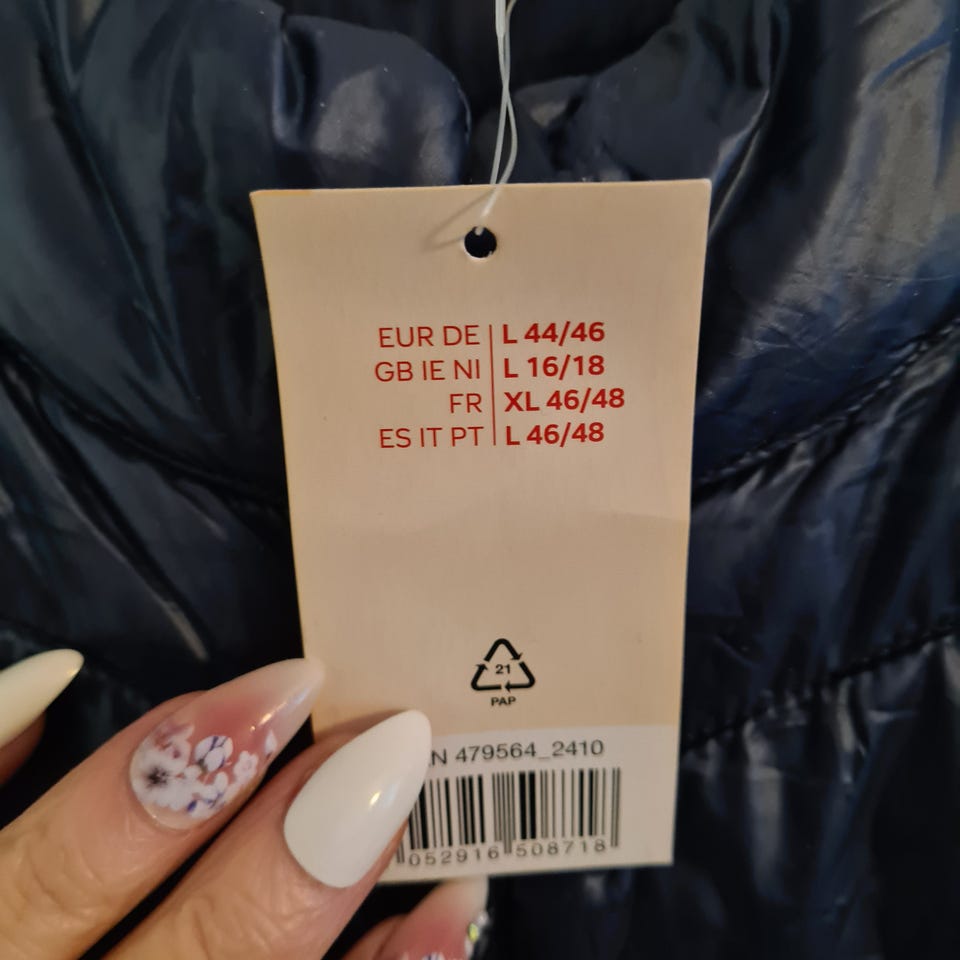 EUR DE L 44/46
GB IE NI L 16/18
FR XL 46/48
ES IT PT L 46/48
21
PAP
479564_2410
052916 508718